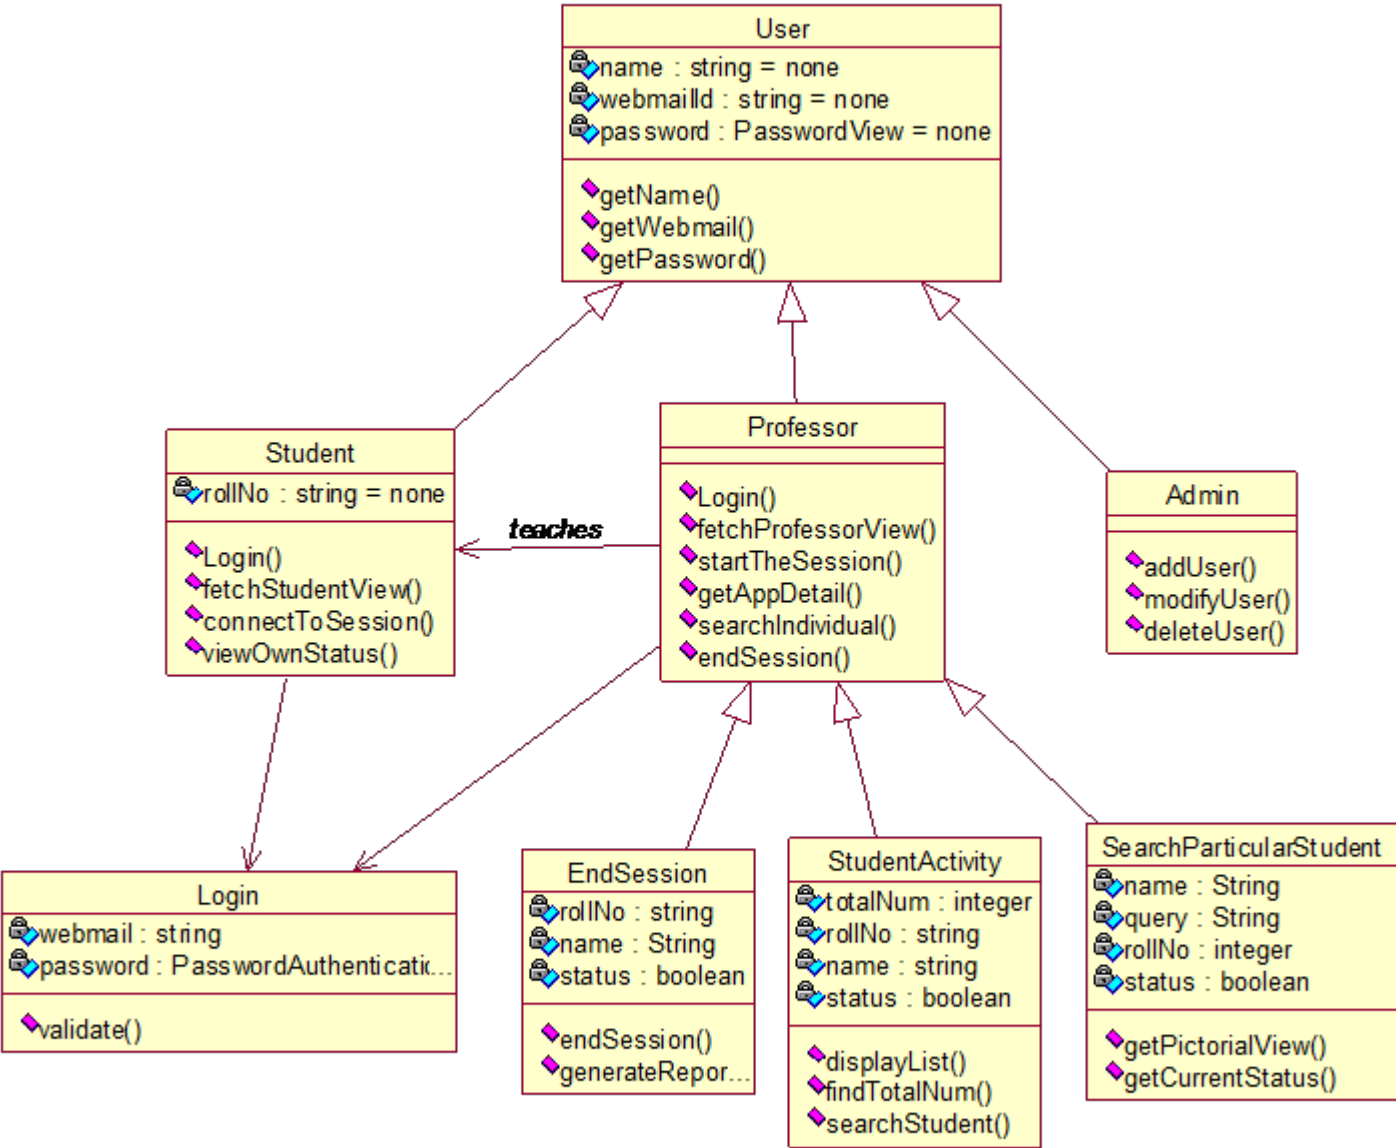 User
name : string = none
webmailId : string = none
password : PasswordView = none
getName()
getWebmail()
getPassword()
Student
rollNo : string = none
Login()
fetchStudentView()
connectToSession()
viewOwnStatus()
teaches
Professor
Login()
fetchProfessorView()
startTheSession()
getAppDetail()
searchIndividual()
endSession()
Admin
addUser()
modifyUser()
deleteUser()
Login
webmail : string
password : PasswordAuthenticatic...
validate()
EndSession
rollNo : string
name : String
status : boolean
endSession()
generateRepor...
StudentActivity
totalNum : integer
rollNo : string
name : string
status : boolean
displayList()
findTotalNum()
searchStudent()
SearchParticularStudent
name : String
query : String
rollNo : integer
status : boolean
getPictorialView()
getCurrentStatus()